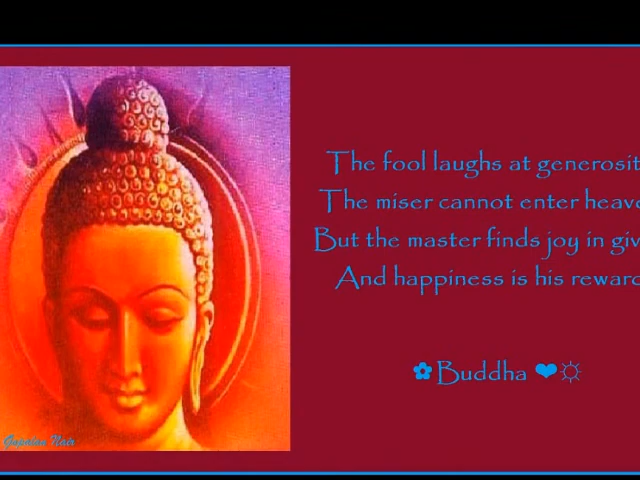 The fool laughs at generosit
The miser cannot enter heave
But the master finds joy in giv
And happiness is his reward
✿Buddha ❤☼
Gopalan Nair